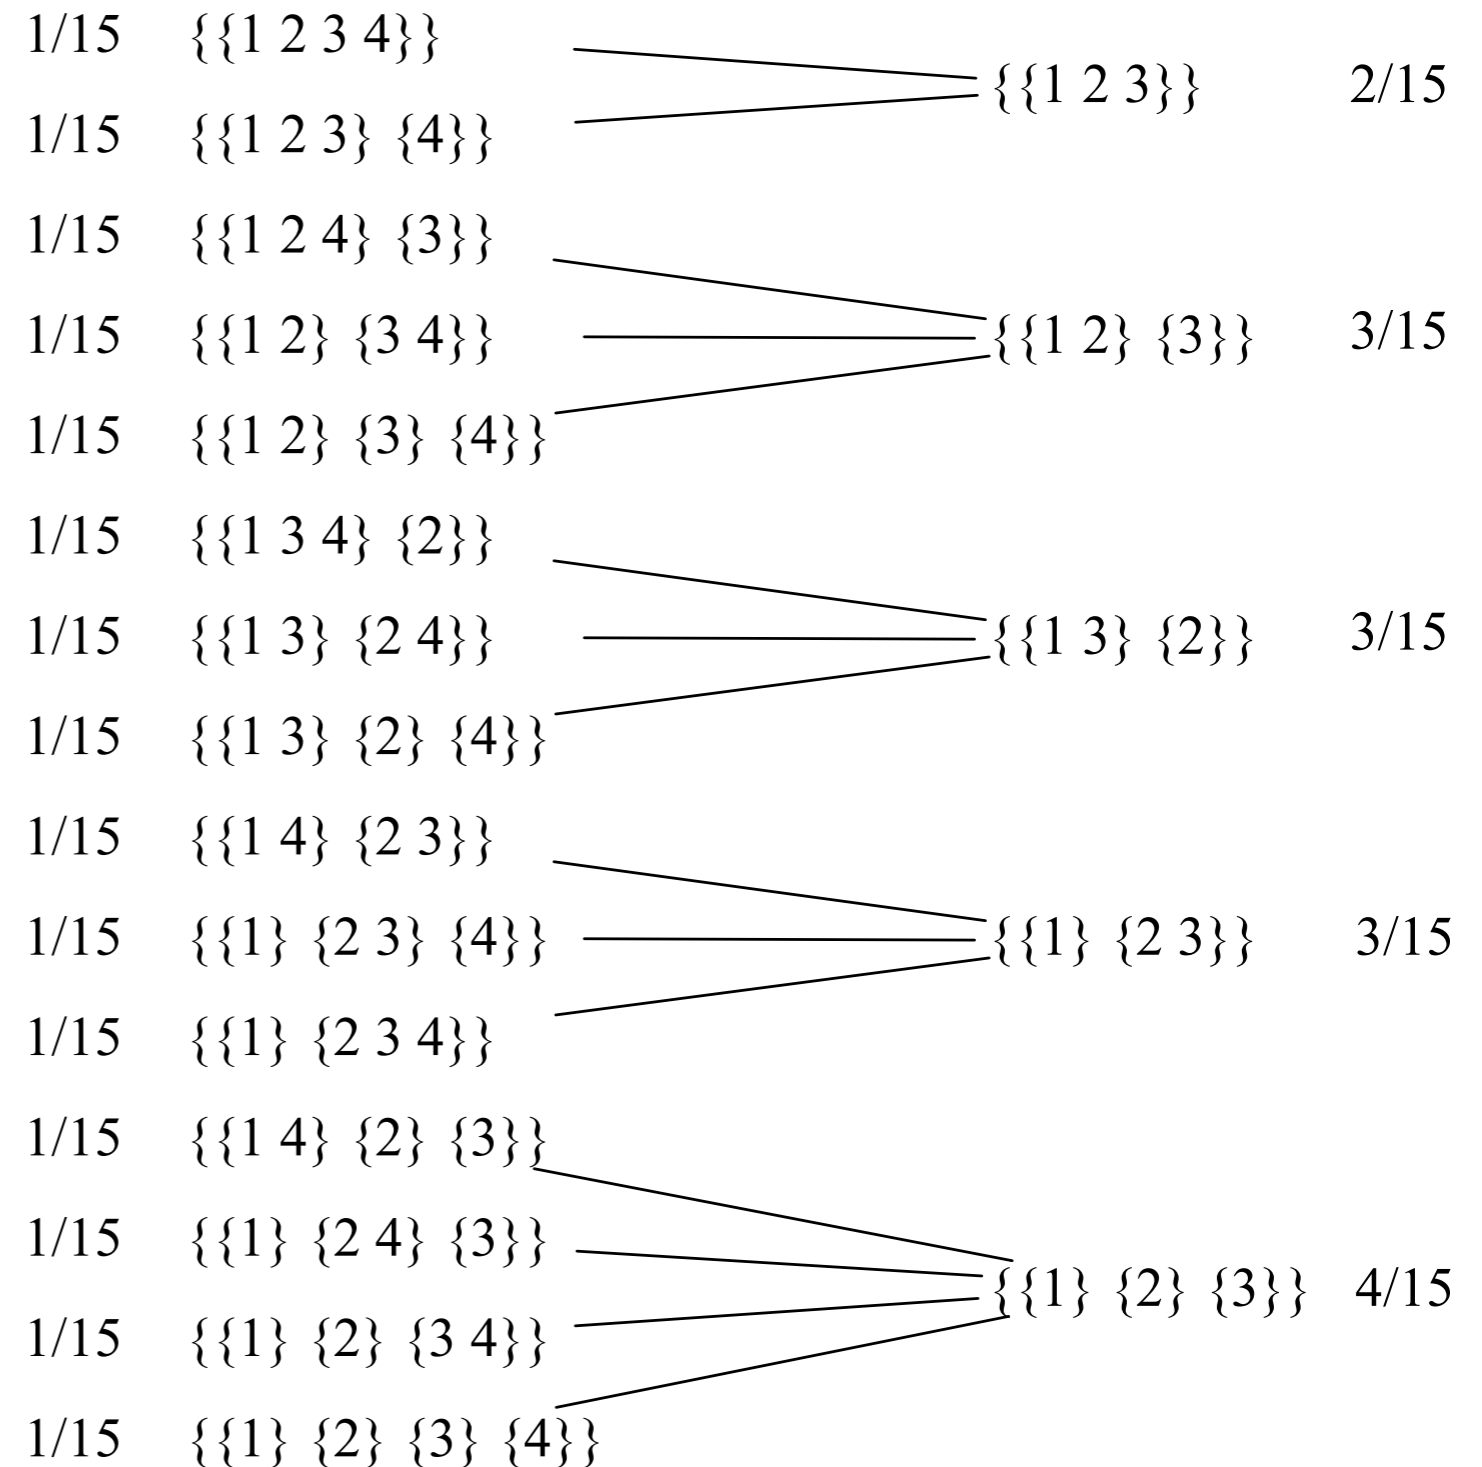 1/15 {{1 2 3 4}}
{{1 2 3}} 2/15
1/15 {{1 2 3} {4}}
1/15 {{1 2 4} {3}}
1/15 {{1 2} {3 4}} {{1 2} {3}} 3/15
1/15 {{1 2} {3} {4}}
1/15 {{1 3 4} {2}}
1/15 {{1 3} {2 4}} {{1 3} {2}} 3/15
1/15 {{1 3} {2} {4}}
1/15 {{1 4} {2 3}}
1/15 {{1} {2 3} {4}} {{1} {2 3}} 3/15
1/15 {{1} {2 3 4}}
1/15 {{1 4} {2} {3}}
1/15 {{1} {2 4} {3}}
{{1} {2} {3}} 4/15
1/15 {{1} {2} {3 4}}
1/15 {{1} {2} {3} {4}}